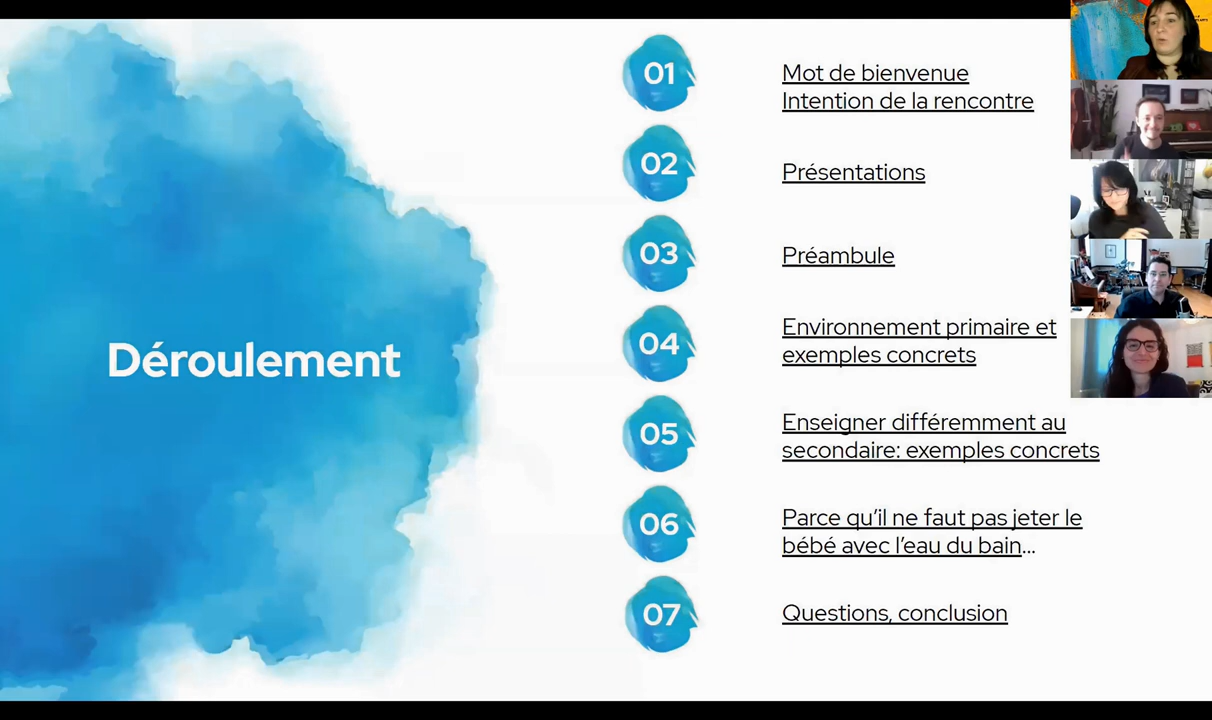 Déroulement
01
Mot de bienvenue
Intention de la rencontre
02
Présentations
03
Préambule
04
Environnement primaire et
exemples concrets
05
Enseigner différemment au
secondaire: exemples concrets
06
Parce qu'il ne faut pas jeter le
bébé avec l'eau du bain...
07
Questions, conclusion